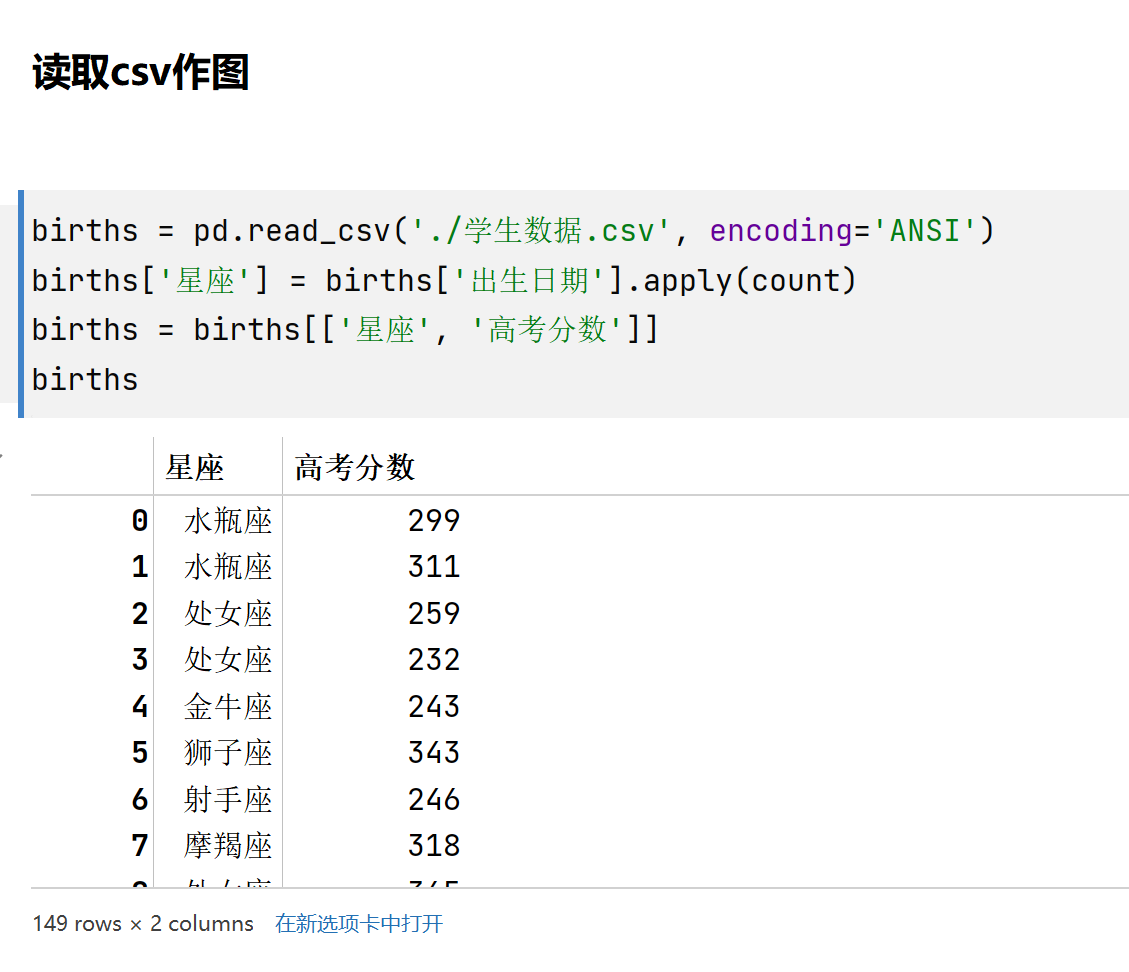 读取csv作图
births = pd.read_csv('./学生数据.csv', encoding='ANSI')
births['星座'] = births['出生日期'].apply(count)
births = births[['星座', '高考分数']]
births
星座 高考分数
0 水瓶座 299
1 水瓶座 311
2 处女座 259
3 处女座 232
4 金牛座 243
5 狮子座 343
6 射手座 246
7 摩羯座 318
149 rows × 2 columns 在新选项卡中打开